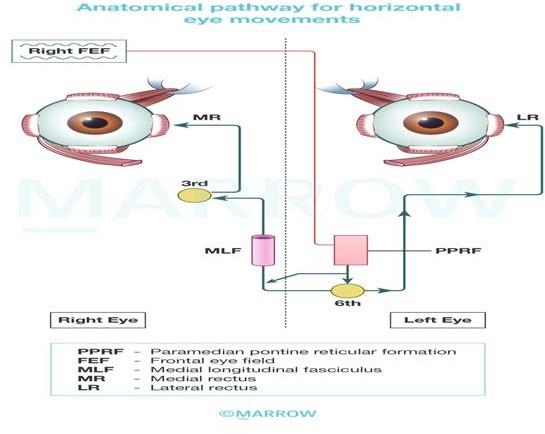 Anatomical pathway for horizontal
eye movements
Right FEF
MR
LR
3rd
MARROW
MLF
PPRF
6th
Right Eye
Left Eye
PPRF - Paramedian pontine reticular formation
FEF - Frontal eye field
MLF - Medial longitudinal fasciculus
MR - Medial rectus
LR - Lateral rectus
©MARROW